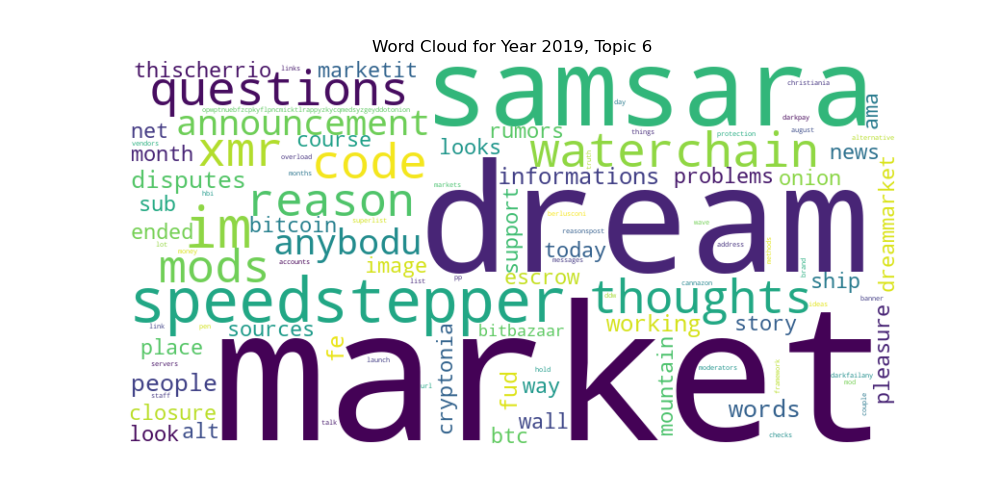 Word Cloud for Year 2019, Topic 6
thischerrio links marketit samsara christiania
questions day ama
opmptnuebfzcpkyflpncmicktlrappyzkycqmedsyzgeyddotonion
net announcement rumors things darkpay august
vendors course protection alternative
month xmr overload code looks waterchain news
disputes months informations problems onion
sub hbi reason markets dream dreammarket
ended im bitcoin superlist support berlusconi wave
lot anybodu today reasonspost address
money mods accounts image messages brand
list pp escrow cannazon ship
speedstepper thoughts ideas banner
link pen sources bitbazaar working story
place fe cryptonia market pleasure
servers launch mountain moderators darkfailany
people url fud hold way framework mod
staff couple
closure wall words
look alt talk btc checks